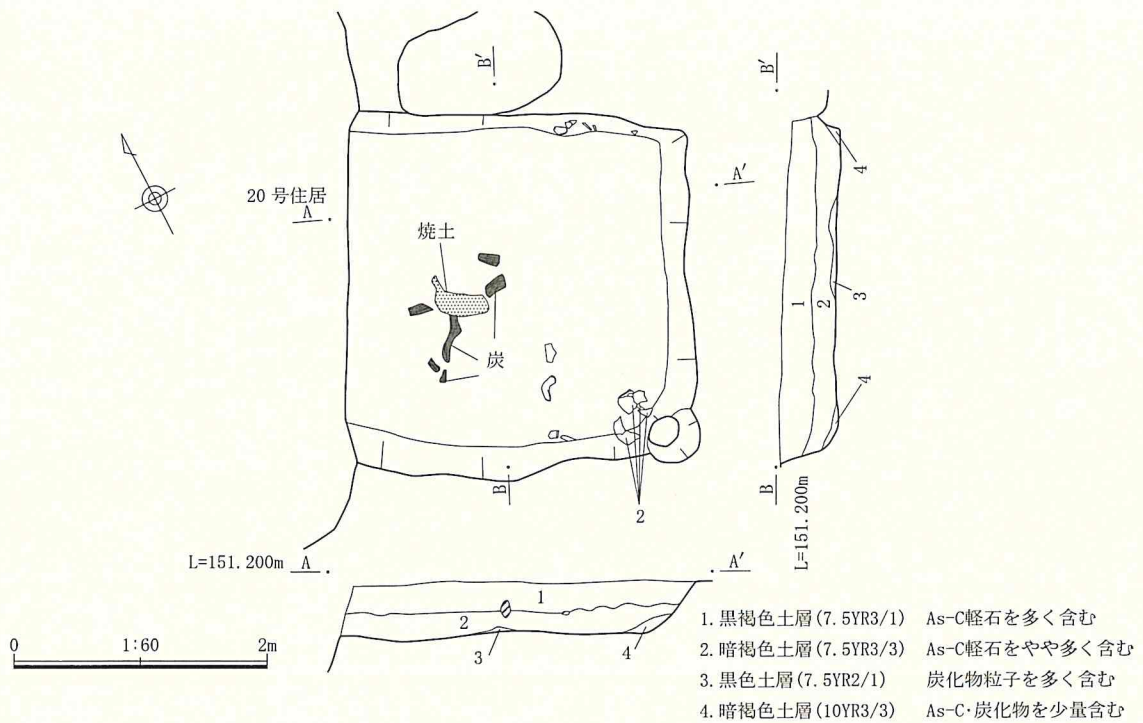 B'
B'
A'
20 号住居
A
焼土
4
1
2
3
炭
4
B
B
2
L=151.200m
L=151.200m A
A'
1
2
3
4
0
1:60
2m
1. 黒褐色土層(7.5YR3/1) As-C軽石を多く含む
2. 暗褐色土層(7.5YR3/3) As-C軽石をやや多く含む
3. 黒色土層(7.5YR2/1) 炭化物粒子を多く含む
4. 暗褐色土層(10YR3/3) As-C・炭化物を少量含む